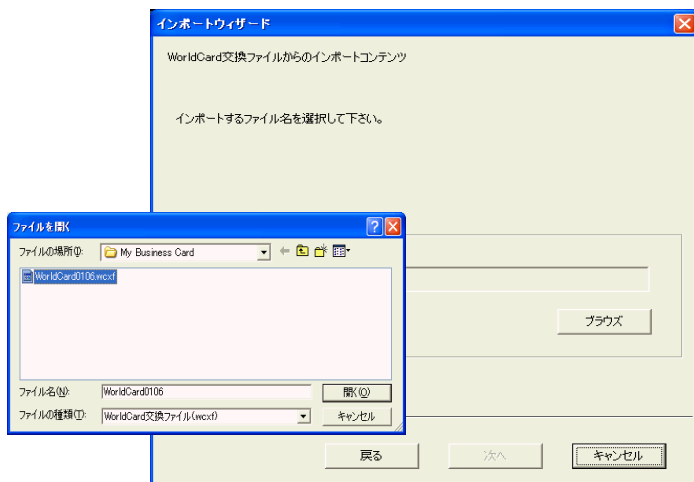 インポートウィザード
WorldCard交換ファイルからのインポートコンテンツ
インポートするファイル名を選択して下さい。
ブラウズ
戻る
次へ
キャンセル
ファイルを開く
ファイルの場所(I):
My Business Card
WorldCard0106.wcxf
ファイル名(N):
WorldCard0106
開く(O)
ファイルの種類(T):
WorldCard交換ファイル(wcxf)
キャンセル